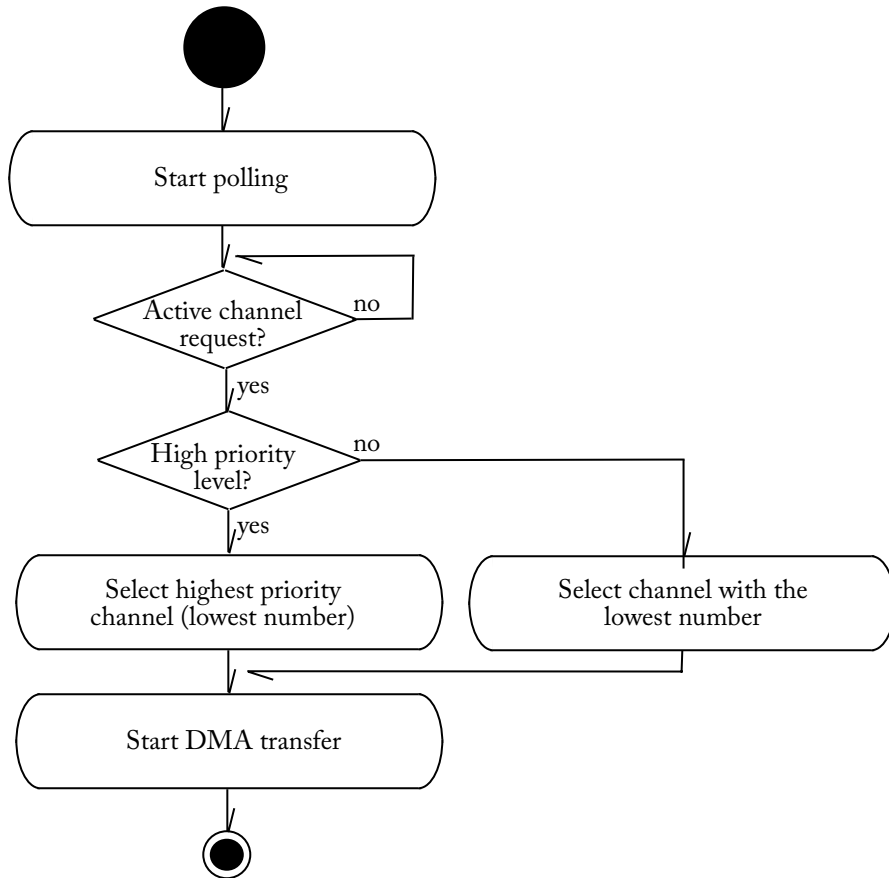 Start polling
Active channel
request?
no
yes
High priority
level?
no
yes
Select highest priority
channel (lowest number)
Select channel with the
lowest number
Start DMA transfer